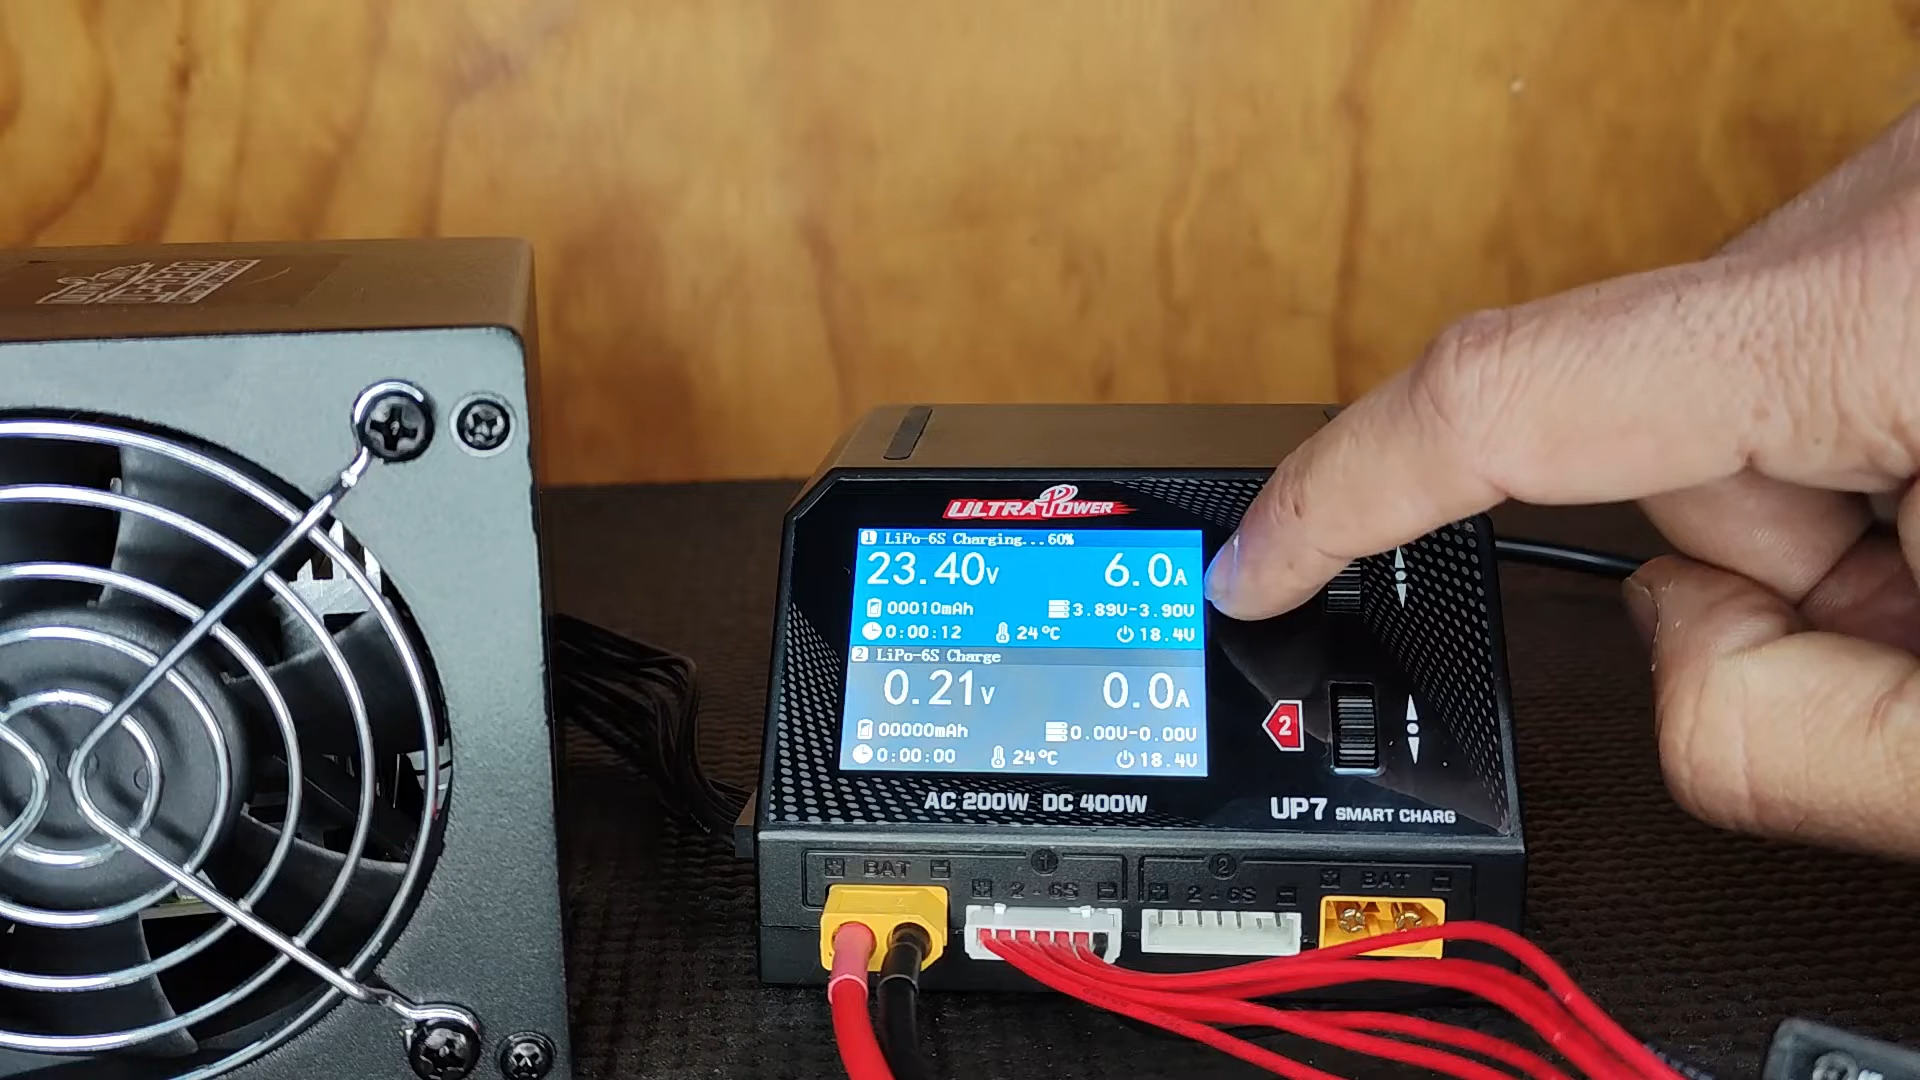 ULTRAPOWER
1 LiPo-6S Charging...60%
23.40V 6.0A
00010mAh 3.89V-3.90V
0:00:12 24°C 18.4V
2 LiPo-6S Charge
0.21V 0.0A
00000mAh 0.00V-0.00V
0:00:00 24°C 18.4V
2
AC 200W DC 400W
UP7 SMART CHARG
+ BAT - 1 2 BAT -
+ 2-6S - + 2-6S -